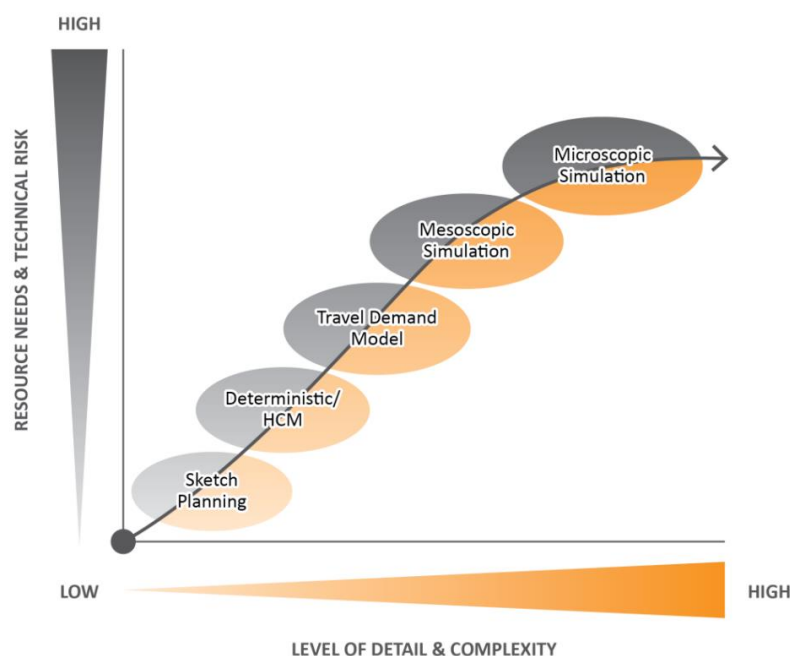 HIGH
RESOURCE NEEDS & TECHNICAL RISK
Microscopic
Simulation
Mesoscopic
Simulation
Travel Demand
Model
Deterministic/
HCM
Sketch
Planning
LOW
HIGH
LEVEL OF DETAIL & COMPLEXITY